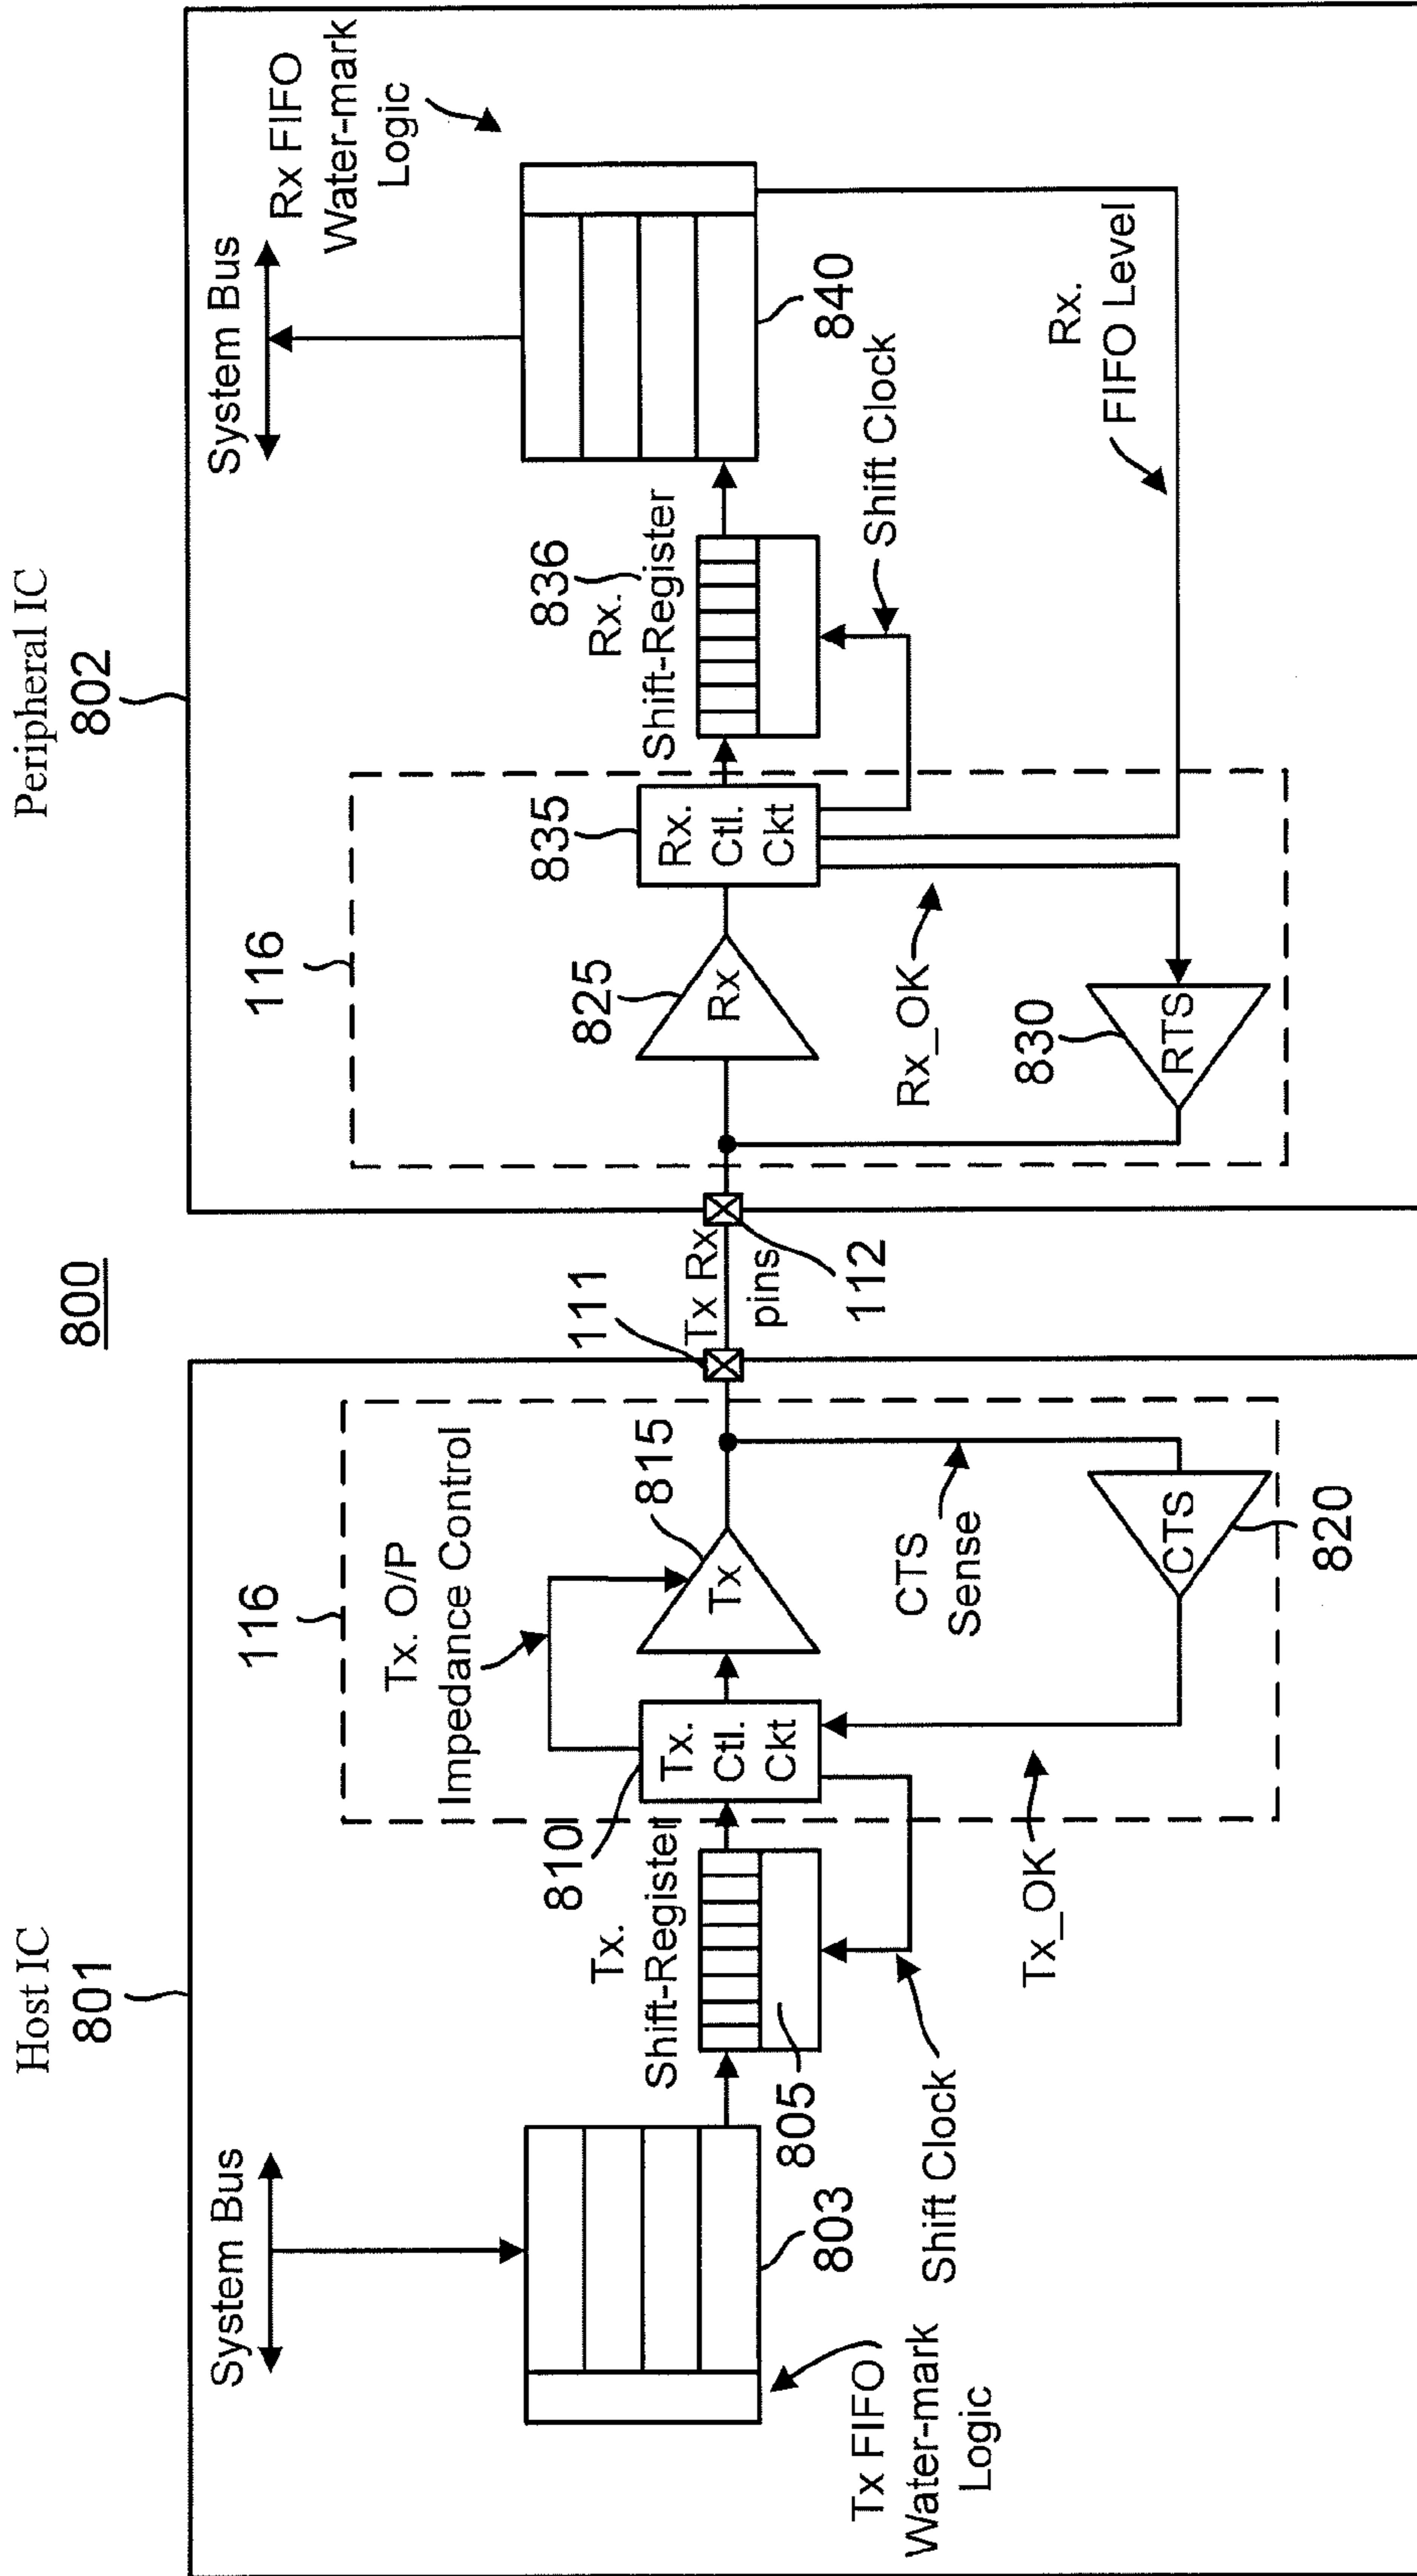 800
Host IC
801
System Bus
803
Tx FIFO
Water-mark
Logic
Tx.
Shift-Register
805
Shift Clock
116
Tx. O/P
Impedance Control
810
Tx.
Ctl.
Ckt
815
Tx
CTS
Sense
CTS
820
Tx_OK
111
Tx Rx
pins
112
Peripheral IC
802
116
825
Rx
835
Rx.
Ctl.
Ckt
Rx_OK
830
RTS
836
Rx.
Shift-Register
Shift Clock
System Bus
Rx FIFO
Water-mark
Logic
840
Rx.
FIFO Level